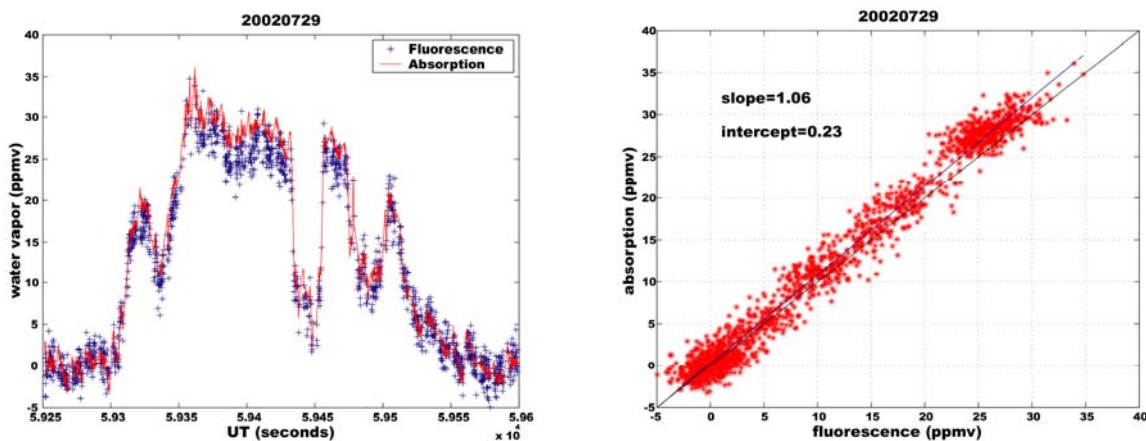 20020729
Fluorescence
Absorption
40
35
30
25
20
15
10
5
0
-5
water vapor (ppmv)
5.925 5.93 5.935 5.94 5.945 5.95 5.955 5.96
UT (seconds)
x 10⁴
20020729
slope=1.06
intercept=0.23
40
35
30
25
20
15
10
5
0
-5
absorption (ppmv)
-5 0 5 10 15 20 25 30 35 40
fluorescence (ppmv)